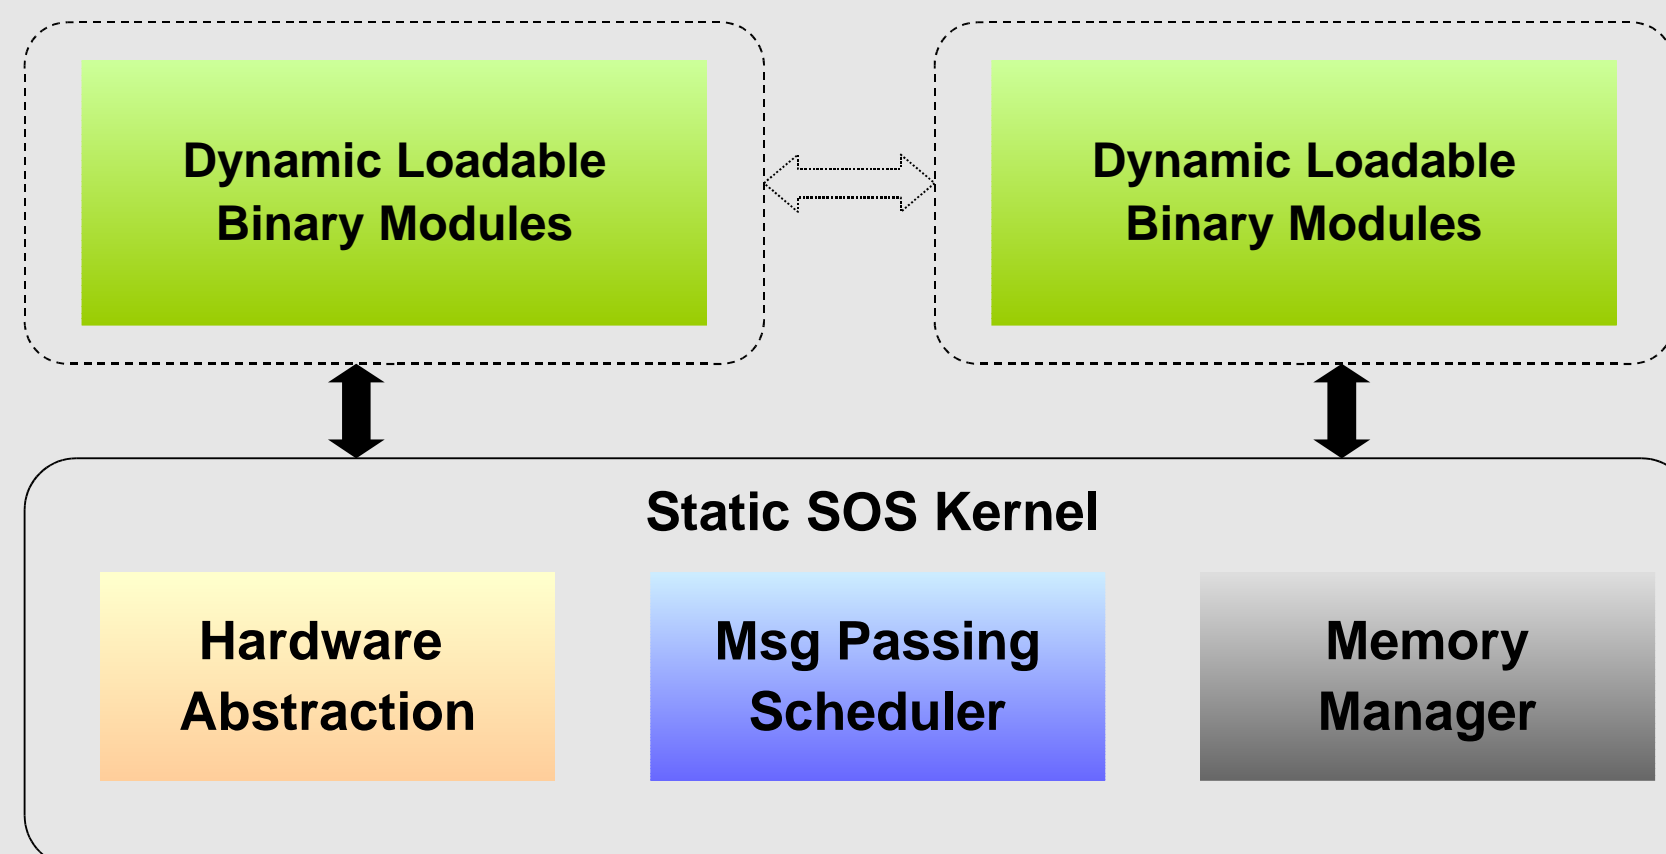 Dynamic Loadable
Binary Modules
Dynamic Loadable
Binary Modules
Static SOS Kernel
Hardware
Abstraction
Msg Passing
Scheduler
Memory
Manager